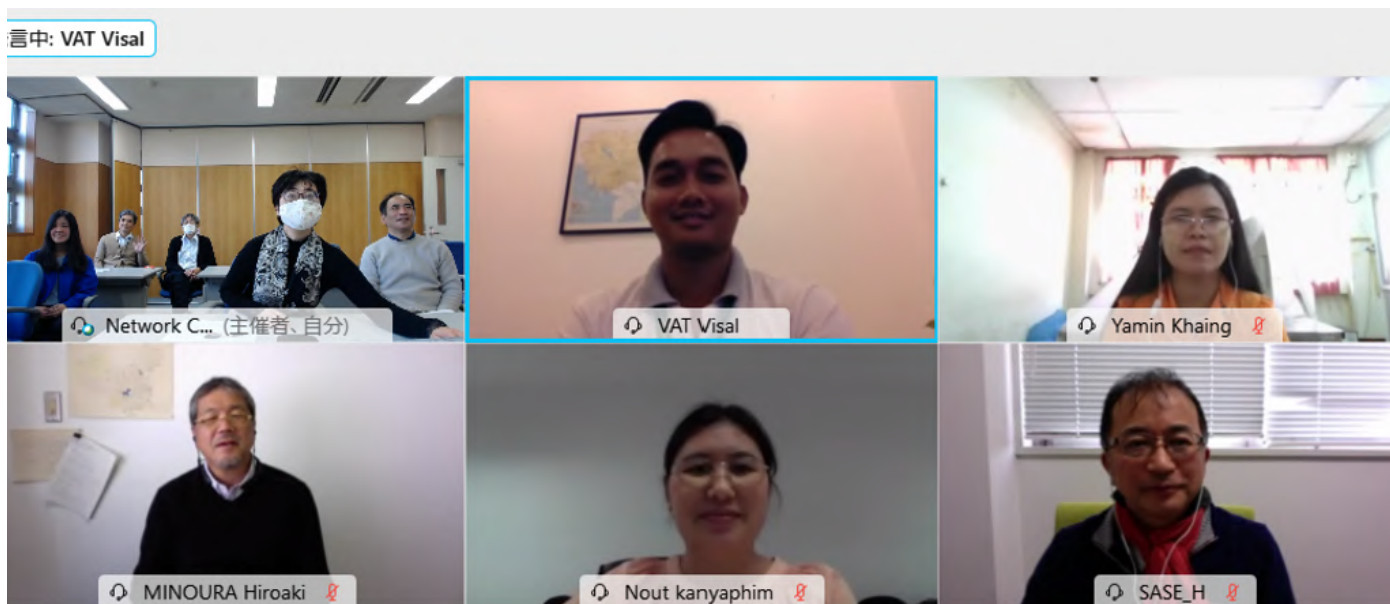 言中: VAT Visal
Network C... (主催者、自分)
VAT Visal
Yamin Khaing
MINOURA Hiroaki
Nout kanyaphim
SASE_H